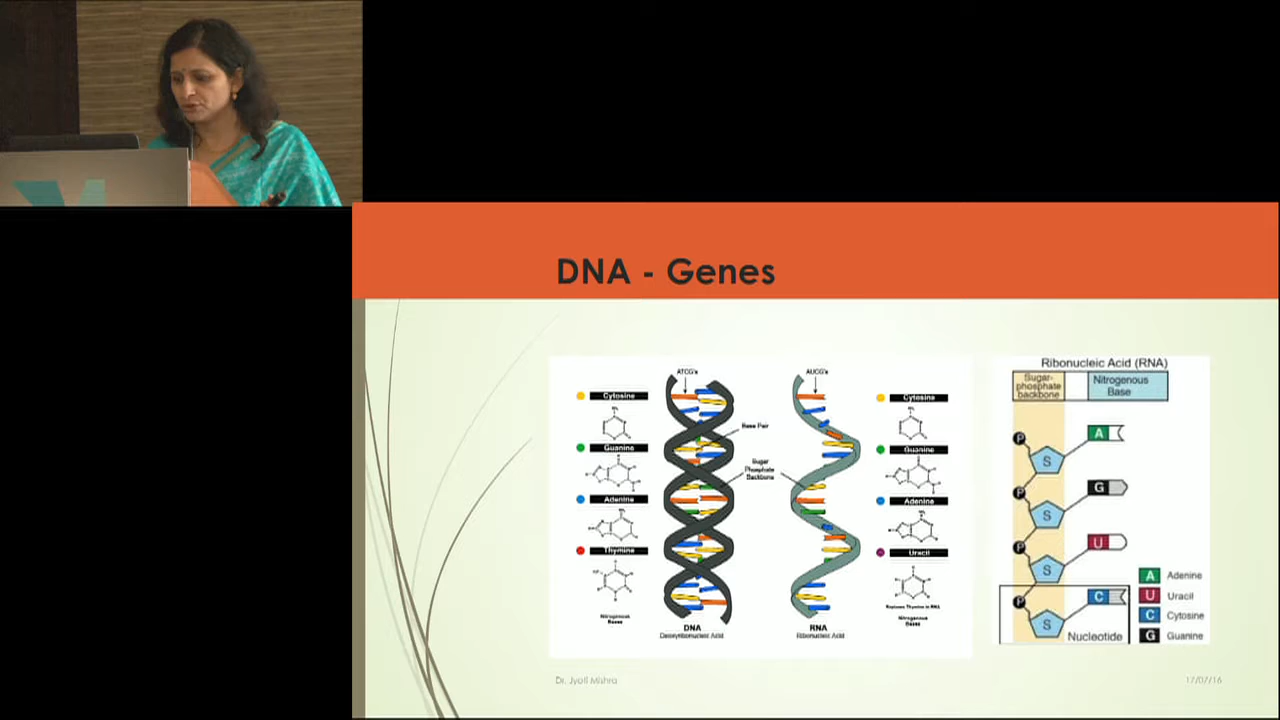 DNA - Genes
ATCG's
AUCG's
Cytosine
Guanine
Adenine
Thymine
Nitrogenous
Bases
Base Pair
Sugar
Phosphate
Backbone
DNA
Deoxyribonucleic Acid
RNA
Ribonucleic Acid
Cytosine
Guanine
Adenine
Uracil
Replaces Thymine in RNA
Nitrogenous
Bases
Ribonucleic Acid (RNA)
Sugar-
phosphate
backbone
Nitrogenous
Base
P
S
A
P
S
G
P
S
U
P
S
C
Nucleotide
A Adenine
U Uracil
C Cytosine
G Guanine
Dr. Jyoti Mishra
17/07/16